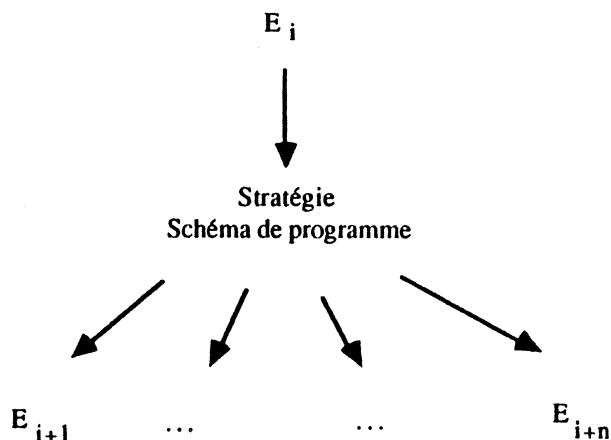 E i
Stratégie
Schéma de programme
E i+1 ... ... E i+n